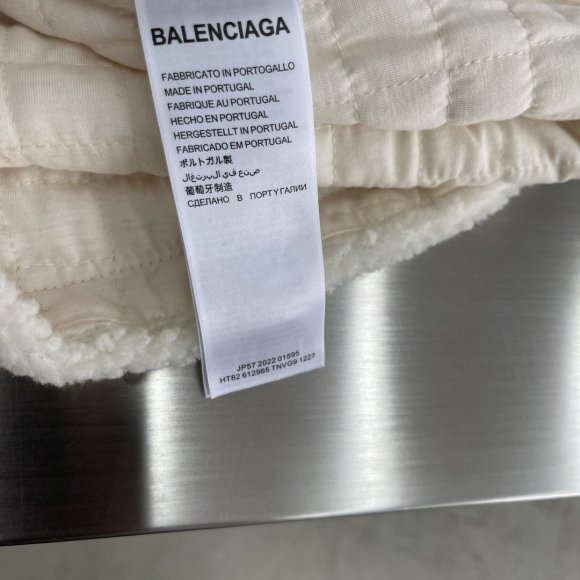 BALENCIAGA
FABBRICATO IN PORTOGALLO
MADE IN PORTUGAL
FABRIQUE AU PORTUGAL
HECHO EN PORTUGAL
HERGESTELLT IN PORTUGAL
FABRICADO EM PORTUGAL
ポルトガル製
صنع في البرتغال
葡萄牙制造
СДЕЛАНО В ПОРТУГАЛИИ
JP57 2022 01595
HT82 612965 TNVG9 1227